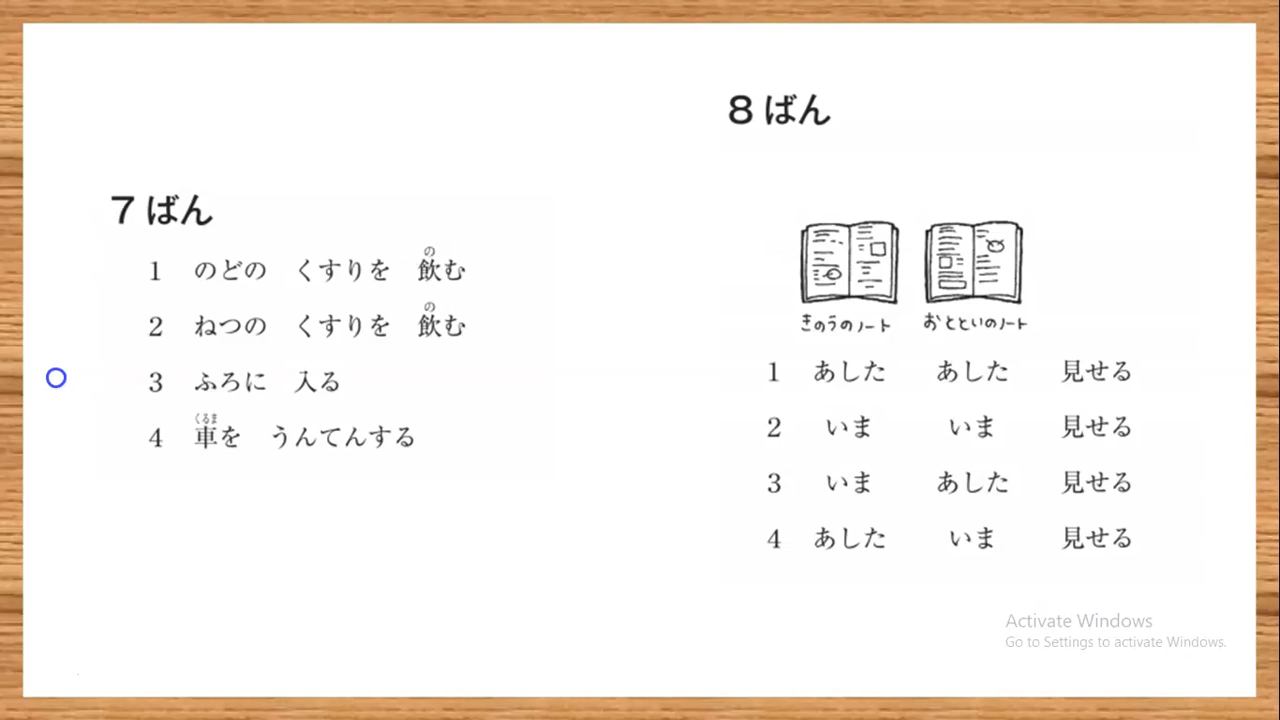 7ばん
1 のどの くすりを 飲む
2 ねつの くすりを 飲む
3 ふろに 入る
4 車を うんてんする
8ばん
きのうのノート おとといのノート
1 あした あした 見せる
2 いま いま 見せる
3 いま あした 見せる
4 あした いま 見せる
Activate Windows
Go to Settings to activate Windows.